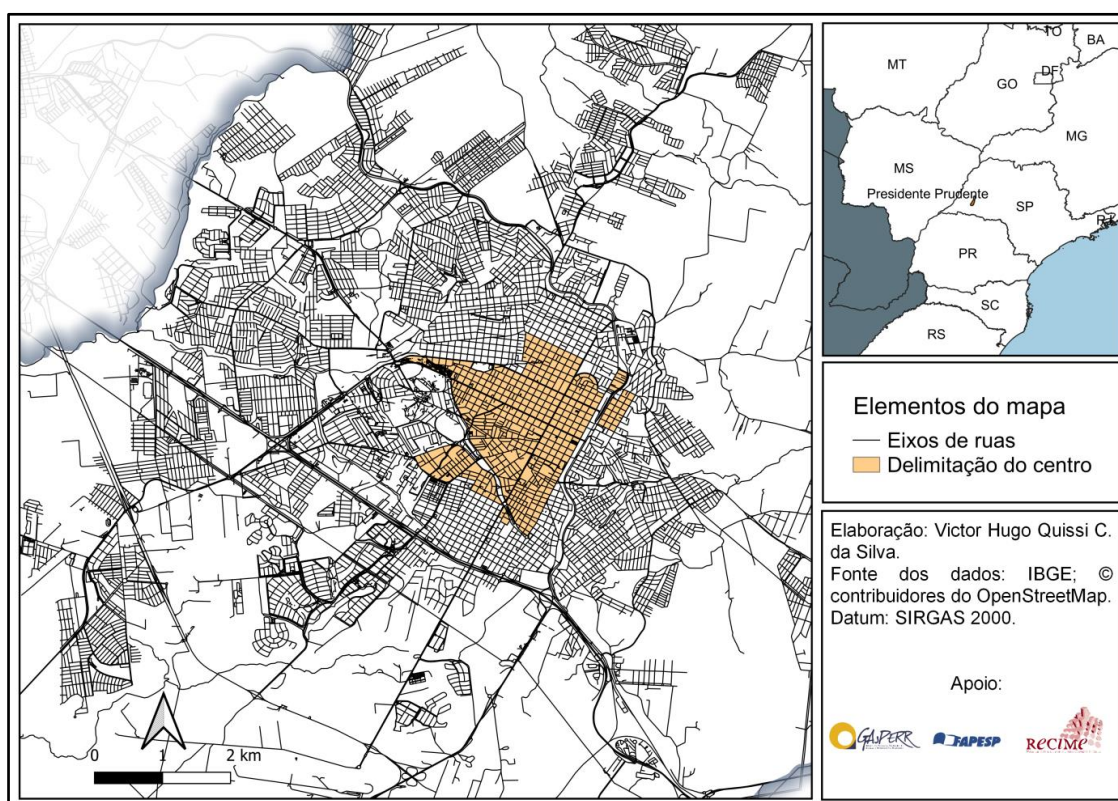 TO
BA
MT
DF
GO
MG
MS
Presidente Prudente
SP
PR
SC
RS
Elementos do mapa
Eixos de ruas
Delimitação do centro
Elaboração: Victor Hugo Quissi C.
da Silva.
Fonte dos dados: IBGE; ©
contribuidores do OpenStreetMap.
Datum: SIRGAS 2000.
Apoio:
GAsPERR
FAPESP
ReCiMe
0 1 2 km